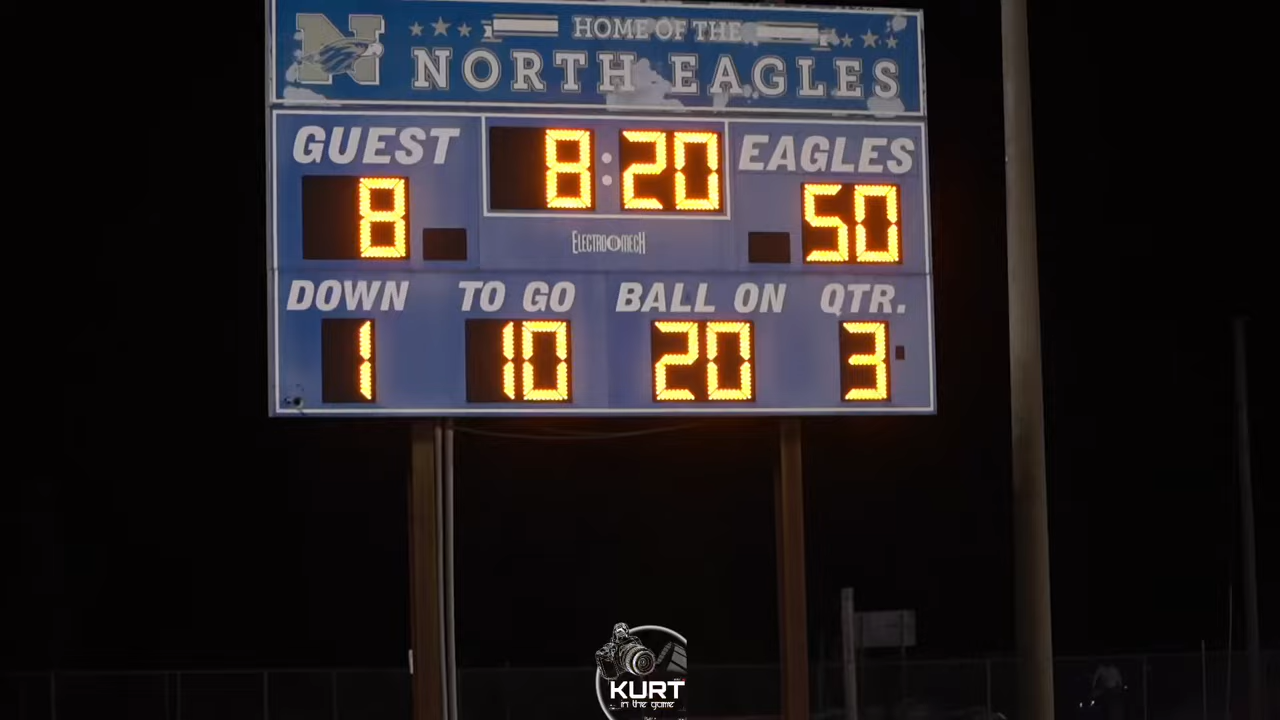 N
HOME OF THE
NORTH EAGLES
GUEST 8:20 EAGLES
8 50
ELECTRO MECH
DOWN TO GO BALL ON QTR.
1 10 20 3
KURT
in the game